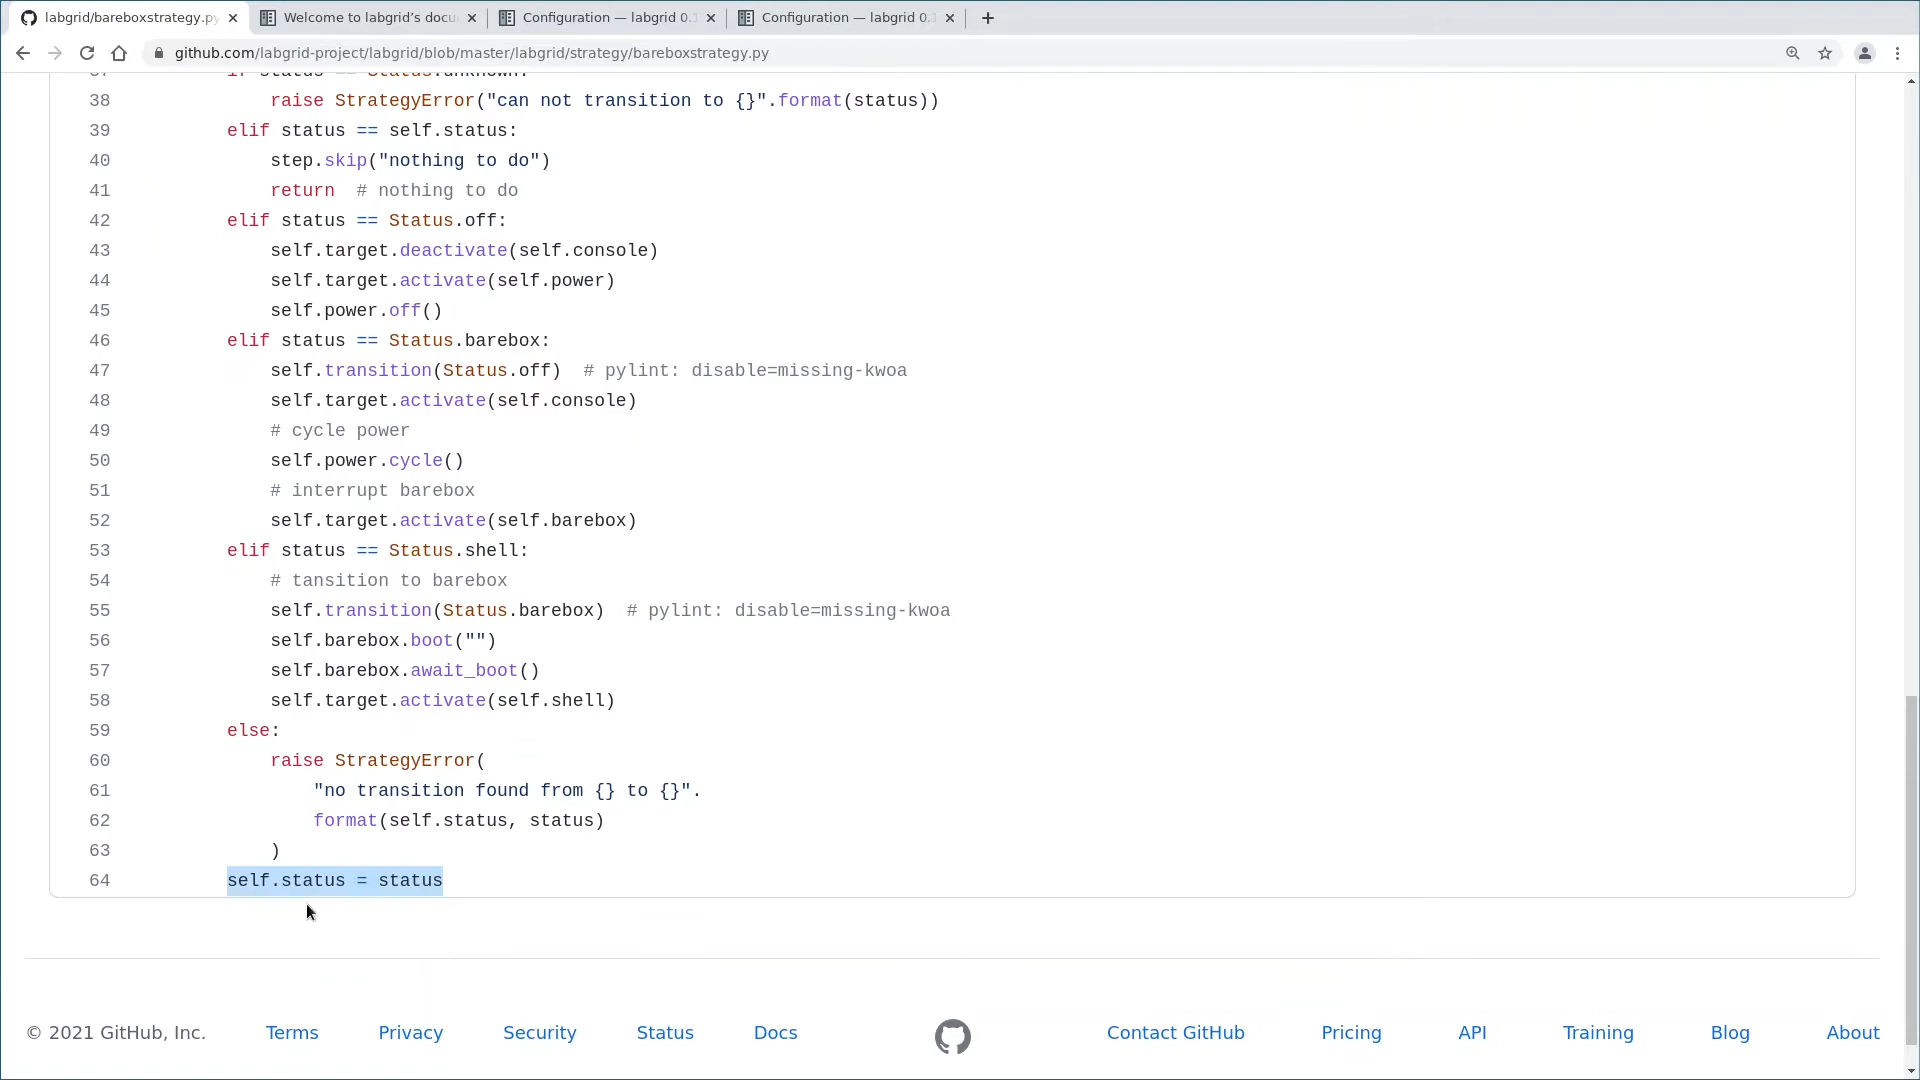 labgrid/bareboxstrategy.py
Welcome to labgrid’s docu
Configuration — labgrid 0.
Configuration — labgrid 0.
github.com/labgrid-project/labgrid/blob/master/labgrid/strategy/bareboxstrategy.py
37 if status == Status.unknown:
38 raise StrategyError("can not transition to {}".format(status))
39 elif status == self.status:
40 step.skip("nothing to do")
41 return  # nothing to do
42 elif status == Status.off:
43 self.target.deactivate(self.console)
44 self.target.activate(self.power)
45 self.power.off()
46 elif status == Status.barebox:
47 self.transition(Status.off)  # pylint: disable=missing-kwoa
48 self.target.activate(self.console)
49 # cycle power
50 self.power.cycle()
51 # interrupt barebox
52 self.target.activate(self.barebox)
53 elif status == Status.shell:
54 # tansition to barebox
55 self.transition(Status.barebox)  # pylint: disable=missing-kwoa
56 self.barebox.boot("")
57 self.barebox.await_boot()
58 self.target.activate(self.shell)
59 else:
60 raise StrategyError(
61 "no transition found from {} to {}".
62 format(self.status, status)
63 )
64 self.status = status
© 2021 GitHub, Inc. Terms Privacy Security Status Docs Contact GitHub Pricing API Training Blog About